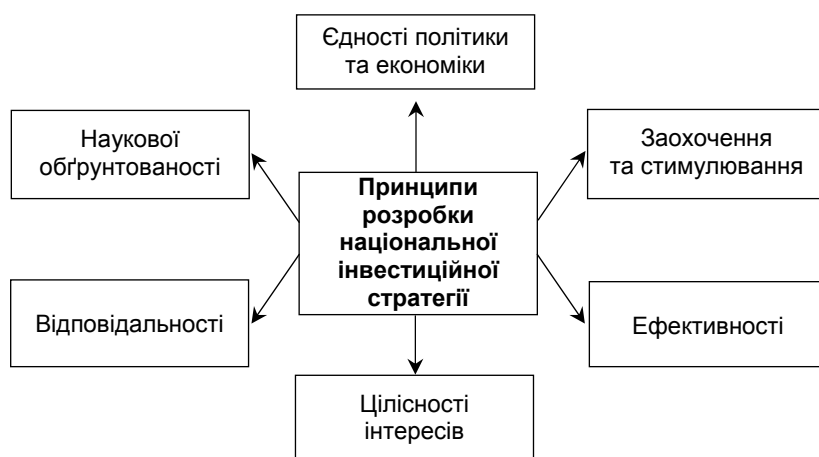 Єдності політики
та економіки
Наукової
обґрунтованості
Заохочення
та стимулювання
Принципи
розробки
національної
інвестиційної
стратегії
Відповідальності
Ефективності
Цілісності
інтересів